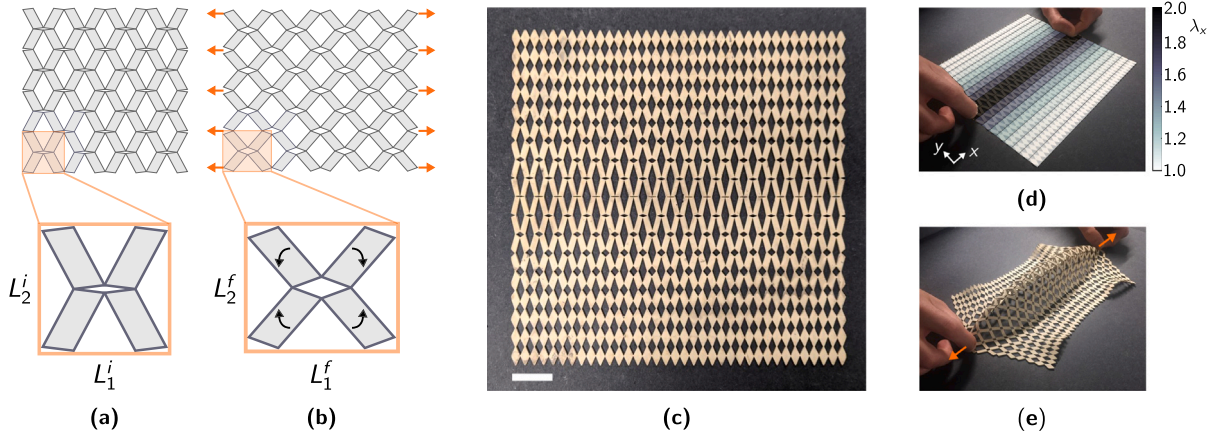 L₂ⁱ
L₁ⁱ
(a)
L₂ᶠ
L₁ᶠ
(b)
(c)
y
x
2.0
λₓ
1.8
1.6
1.4
1.2
1.0
(d)
(e)